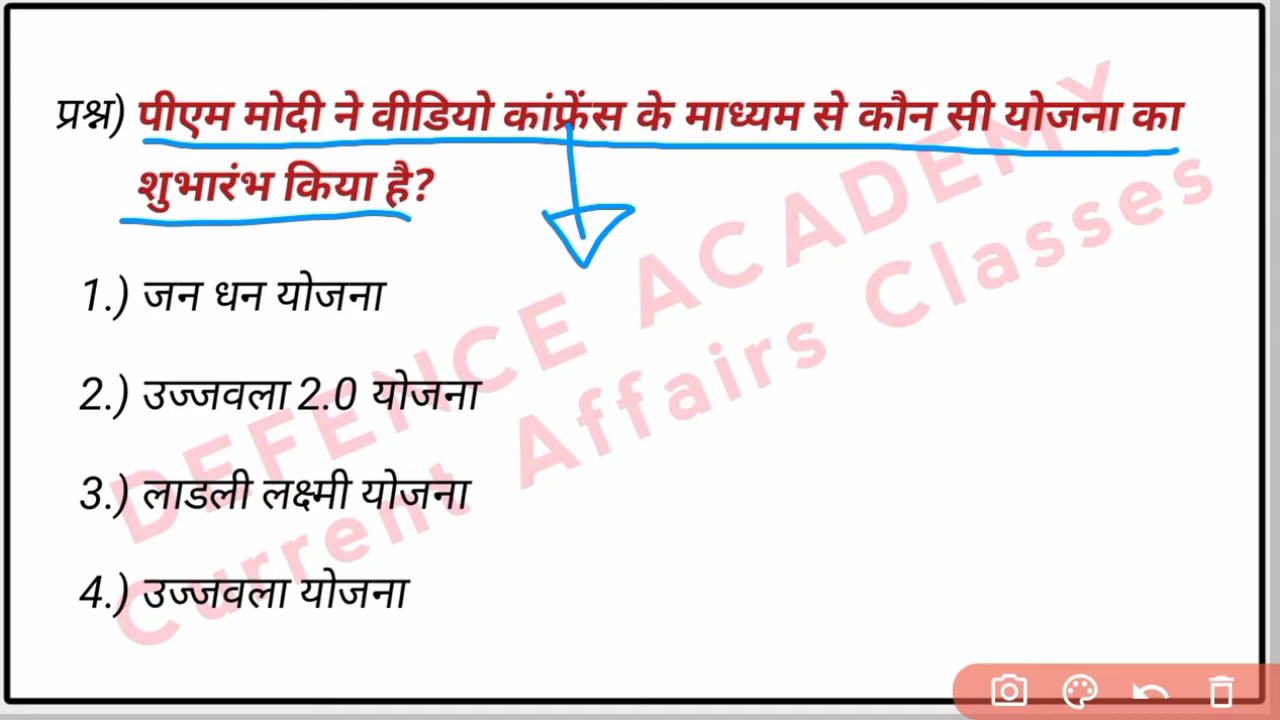 प्रश्न) पीएम मोदी ने वीडियो कांफ्रेंस के माध्यम से कौन सी योजना का
शुभारंभ किया है?
1.) जन धन योजना
2.) उज्जवला 2.0 योजना
3.) लाडली लक्ष्मी योजना
4.) उज्जवला योजना
DEFENCE ACADEMY
Current Affairs Classes